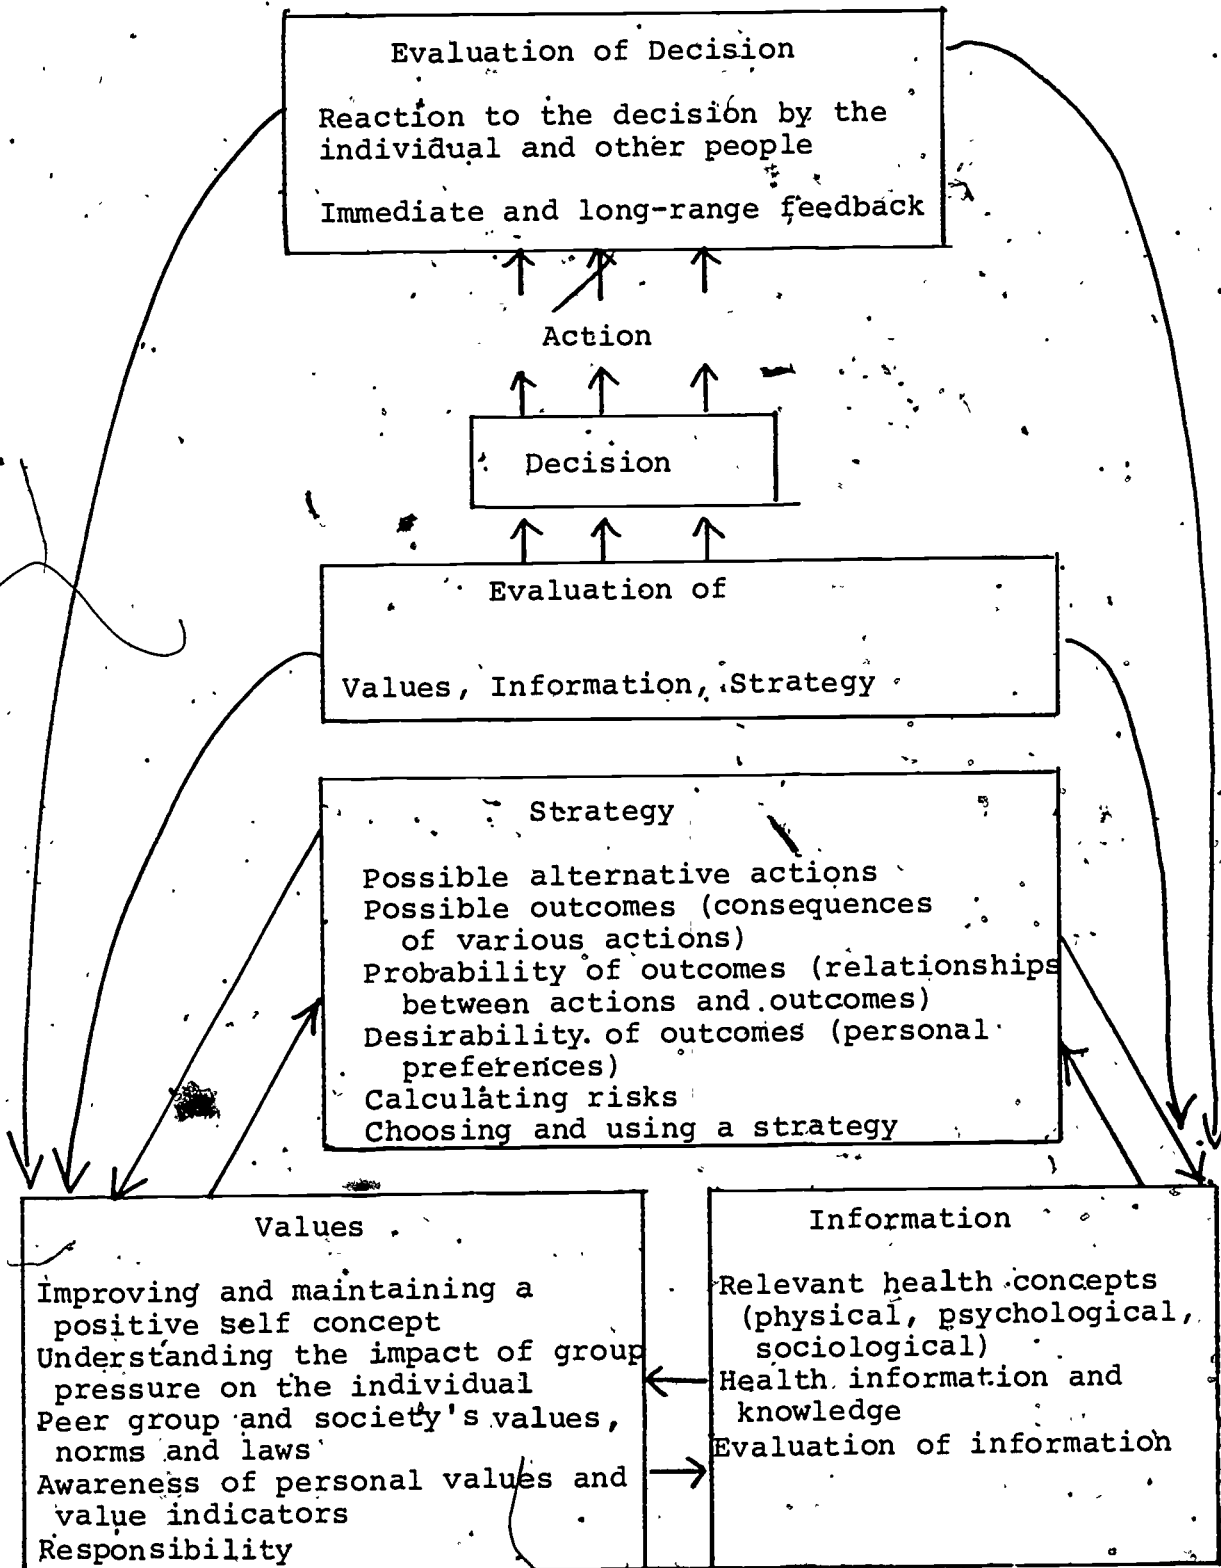 Evaluation of Decision
Reaction to the decision by the
individual and other people
Immediate and long-range feedback
Action
Decision
Evaluation of
Values, Information, Strategy
Strategy
Possible alternative actions
Possible outcomes (consequences
of various actions)
Probability of outcomes (relationships
between actions and outcomes)
Desirability of outcomes (personal
preferences)
Calculating risks
Choosing and using a strategy
Values
Improving and maintaining a
positive self concept
Understanding the impact of group
pressure on the individual
Peer group and society's values,
norms and laws
Awareness of personal values and
value indicators
Responsibility
Information
Relevant health concepts
(physical, psychological,
sociological)
Health information and
knowledge
Evaluation of information